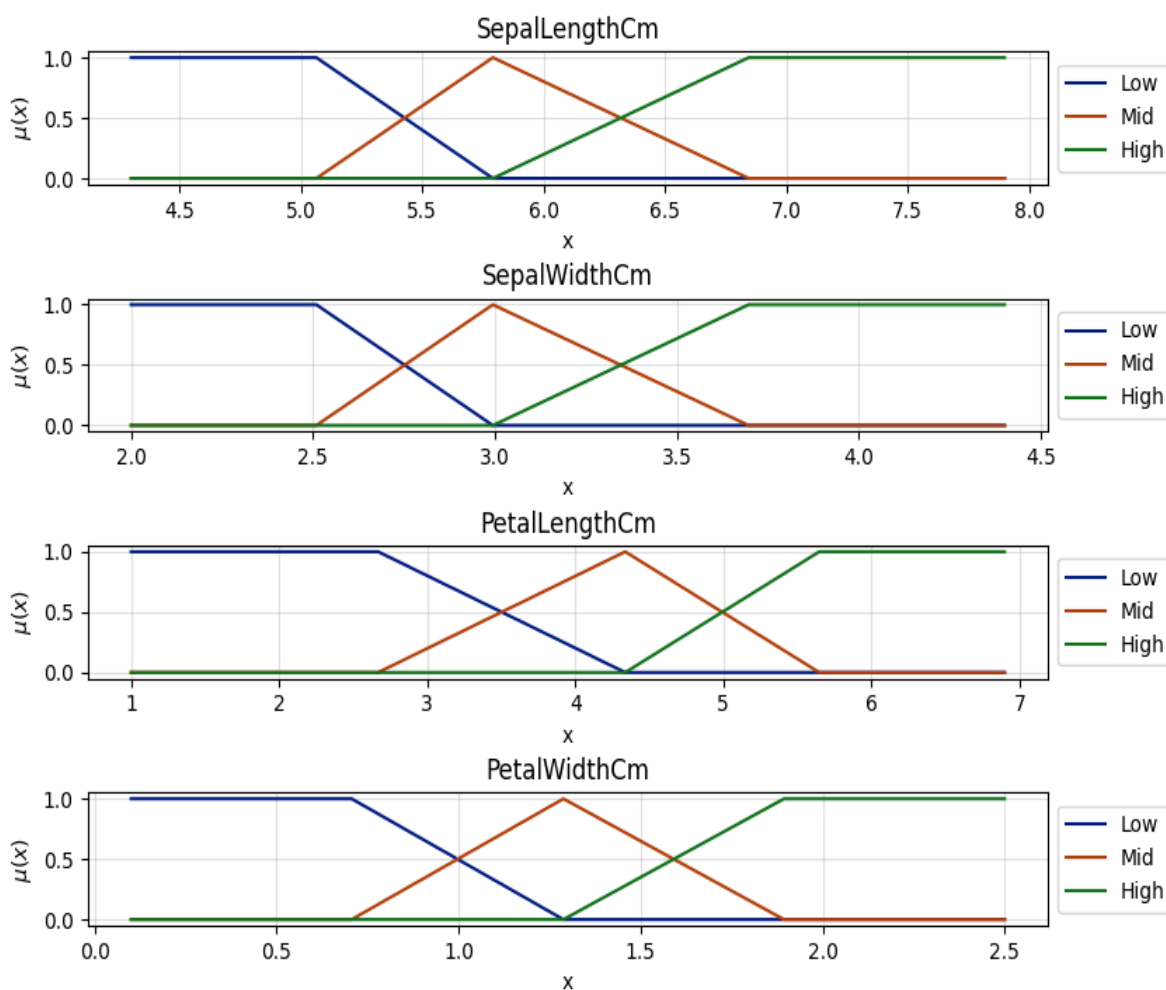 SepalLengthCm
1.0
0.5
0.0
μ(x)
4.5 5.0 5.5 6.0 6.5 7.0 7.5 8.0
x
Low
Mid
High
SepalWidthCm
1.0
0.5
0.0
μ(x)
2.0 2.5 3.0 3.5 4.0 4.5
x
Low
Mid
High
PetalLengthCm
1.0
0.5
0.0
μ(x)
1 2 3 4 5 6 7
x
Low
Mid
High
PetalWidthCm
1.0
0.5
0.0
μ(x)
0.0 0.5 1.0 1.5 2.0 2.5
x
Low
Mid
High